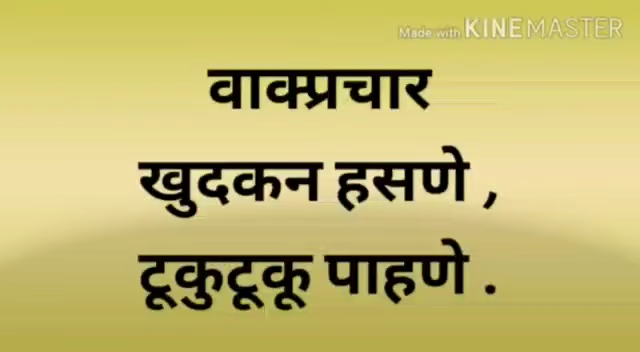 Made with KINEMASTER
वाक्प्रचार
खुदकन हसणे ,
टूकुटूकू पाहणे .